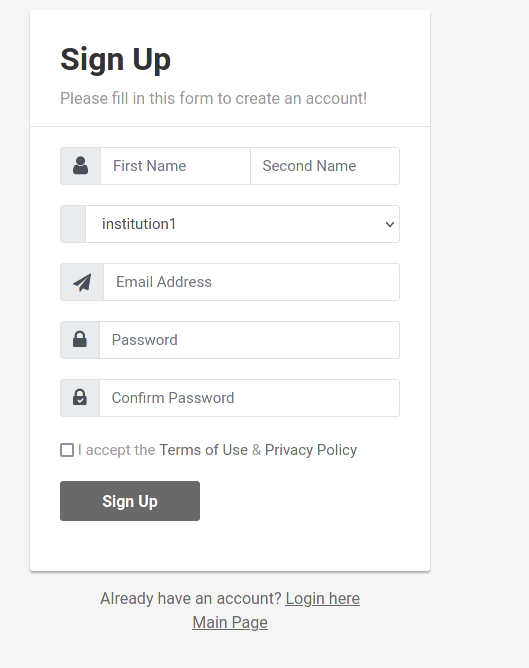 Sign Up
Please fill in this form to create an account!
First Name Second Name
institution1
Email Address
Password
Confirm Password
I accept the Terms of Use & Privacy Policy
Sign Up
Already have an account? Login here
Main Page